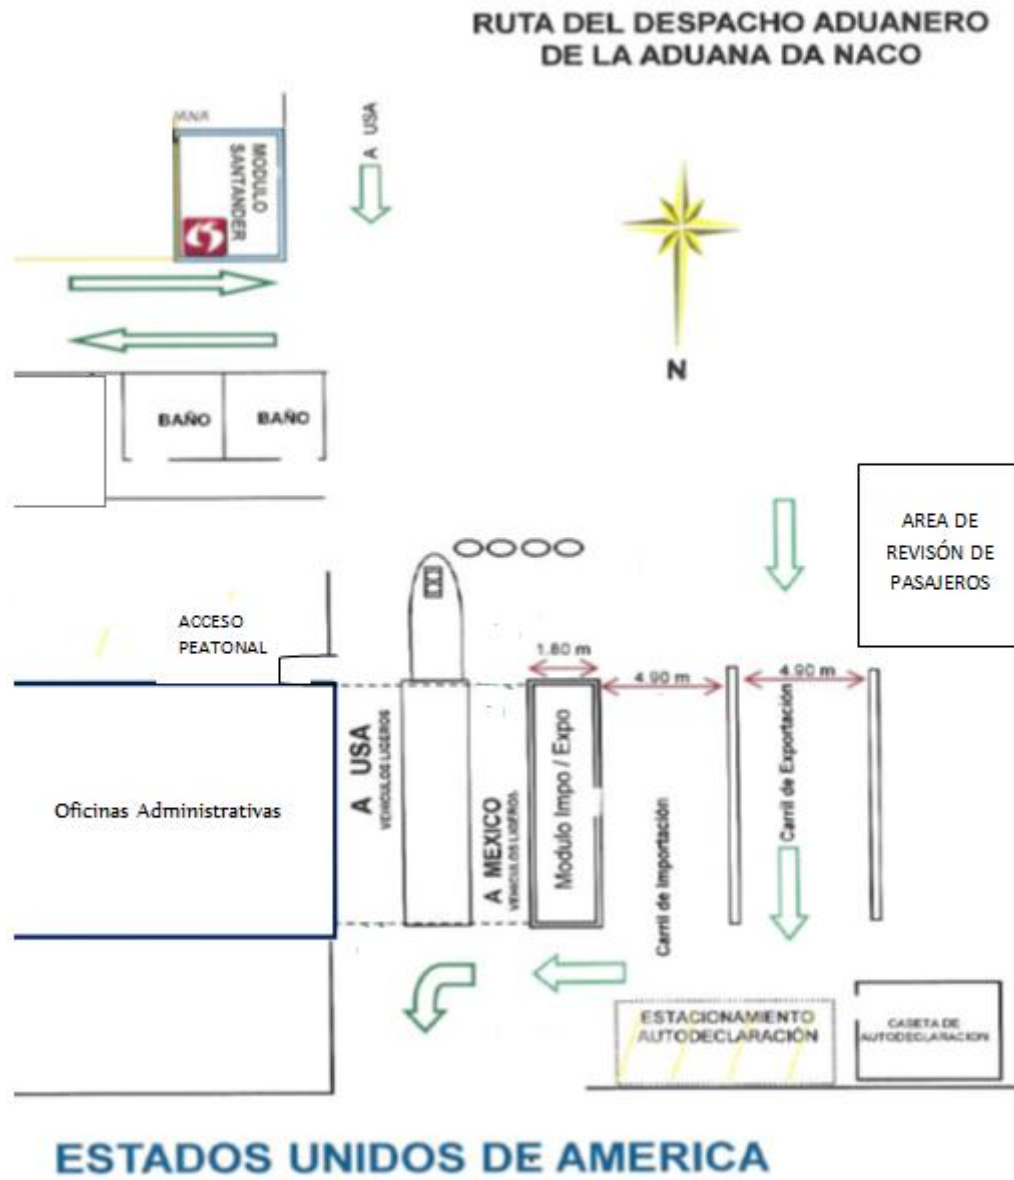 RUTA DEL DESPACHO ADUANERO
DE LA ADUANA DA NACO
A USA
MODULO
SANTANDER
N
BAÑO
BAÑO
AREA DE
REVISÓN DE
PASAJEROS
ACCESO
PEATONAL
1.80 m
4.90 m
4.90 m
Oficinas Administrativas
A USA
VEHICULOS LIGEROS
A MEXICO
VEHICULOS LIGEROS
Modulo Impo / Expo
Carril de Importación
Carril de Exportación
ESTACIONAMIENTO
AUTODECLARACIÓN
CASETA DE
AUTODECLARACION
ESTADOS UNIDOS DE AMERICA